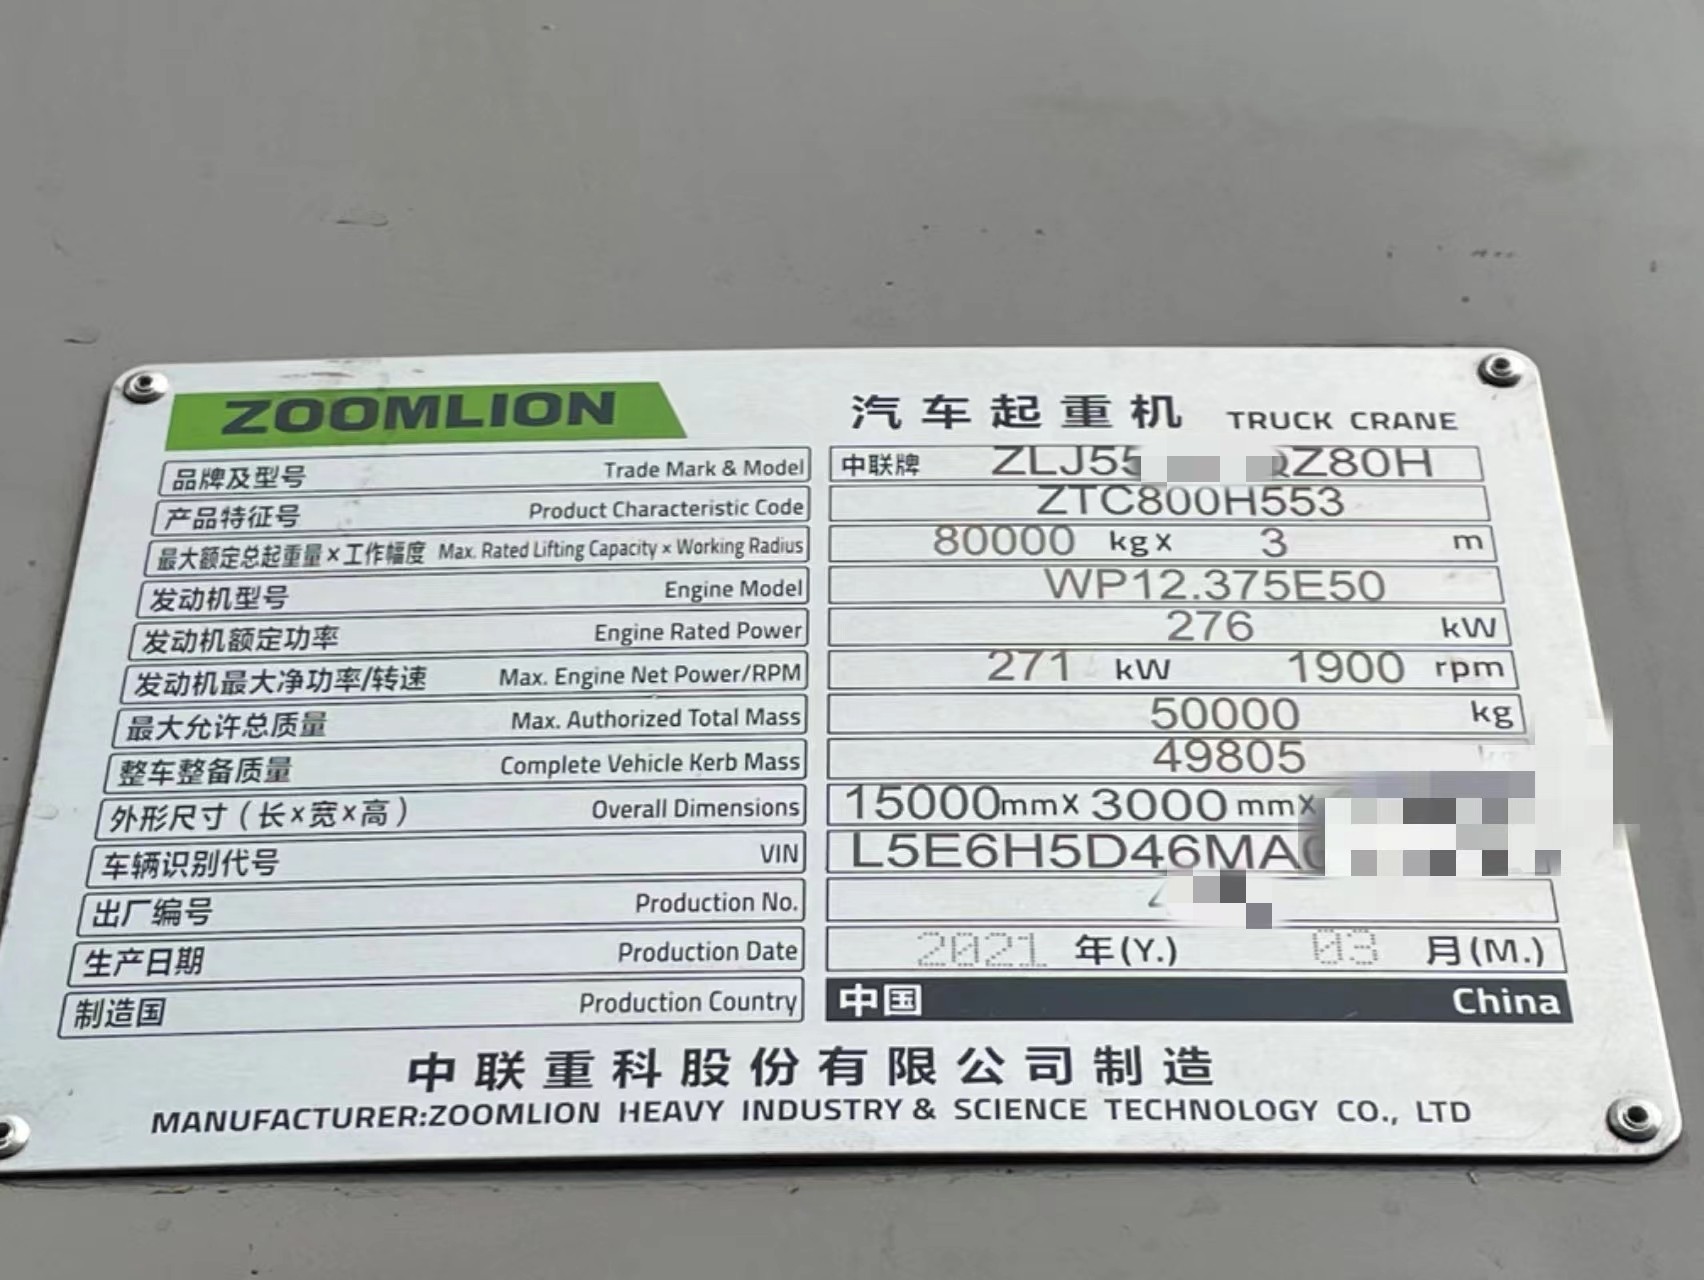 ZOOMLION 汽车起重机 TRUCK CRANE
品牌及型号 Trade Mark & Model 中联牌 ZLJ55 QZ80H
产品特征号 Product Characteristic Code ZTC800H553
最大额定总起重量×工作幅度 Max. Rated Lifting Capacity × Working Radius 80000 kg x 3 m
发动机型号 Engine Model WP12.375E50
发动机额定功率 Engine Rated Power 276 kW
发动机最大净功率/转速 Max. Engine Net Power/RPM 271 kW 1900 rpm
最大允许总质量 Max. Authorized Total Mass 50000 kg
整车整备质量 Complete Vehicle Kerb Mass 49805 kg
外形尺寸(长×宽×高) Overall Dimensions 15000mm× 3000 mm×
车辆识别代号 VIN L5E6H5D46MA
出厂编号 Production No.
生产日期 Production Date 2021 年(Y.) 03 月(M.)
制造国 Production Country 中国 China
中联重科股份有限公司制造
MANUFACTURER:ZOOMLION HEAVY INDUSTRY & SCIENCE TECHNOLOGY CO., LTD